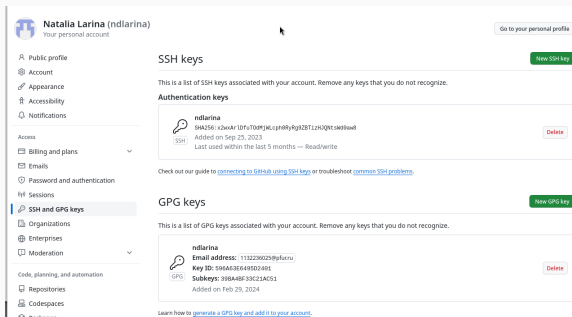 Natalia Larina (ndlarina)
Your personal account
Go to your personal profile
Public profile
Account
Appearance
Accessibility
Notifications
Access
Billing and plans
Emails
Password and authentication
Sessions
SSH and GPG keys
Organizations
Enterprises
Moderation
Code, planning, and automation
Repositories
Codespaces
SSH keys
New SSH key
This is a list of SSH keys associated with your account. Remove any keys that you do not recognize.
Authentication keys
ndlarina
Added on Sep 25, 2023
Last used within the last 5 months — Read/write
SSH
Delete
Check out our guide to connecting to GitHub using SSH keys or troubleshoot common SSH problems.
GPG keys
New GPG key
This is a list of GPG keys associated with your account. Remove any keys that you do not recognize.
ndlarina
Email address: 1132236025@pfur.ru
Key ID: 596A63E6495D2401
Subkeys: 39BA4BF33C21AC51
Added on Feb 29, 2024
GPG
Delete
Learn how to generate a GPG key and add it to your account.